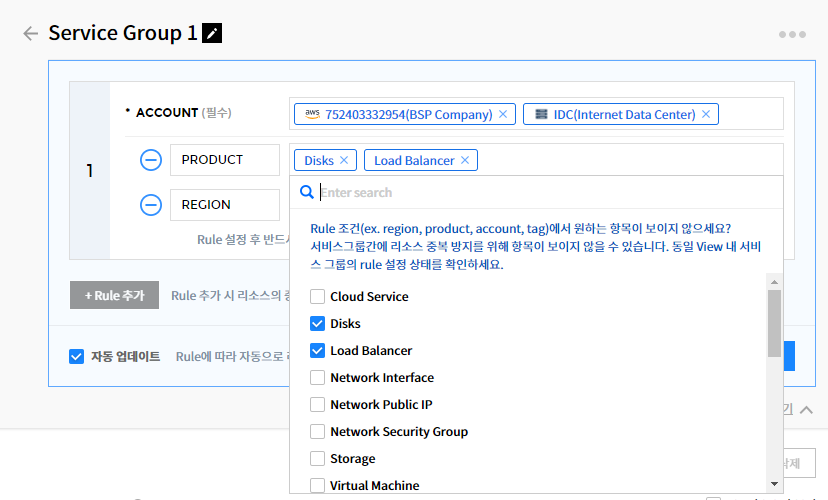 Service Group 1
1
• ACCOUNT (필수)
aws 752403332954(BSP Company) ×
IDC(Internet Data Center) ×
PRODUCT
Disks ×
Load Balancer ×
Enter search
REGION
Rule 조건(ex. region, product, account, tag)에서 원하는 항목이 보이지 않으세요?
서비스그룹간에 리소스 중복 방지를 위해 항목이 보이지 않을 수 있습니다. 동일 View 내 서비
스 그룹의 rule 설정 상태를 확인하세요.
Rule 설정 후 반드시
Cloud Service
Disks
Load Balancer
Network Interface
Network Public IP
Network Security Group
Storage
Virtual Machine
+ Rule 추가
Rule 추가 시 리소스의
자동 업데이트
Rule에 따라 자동으로
기
삭제